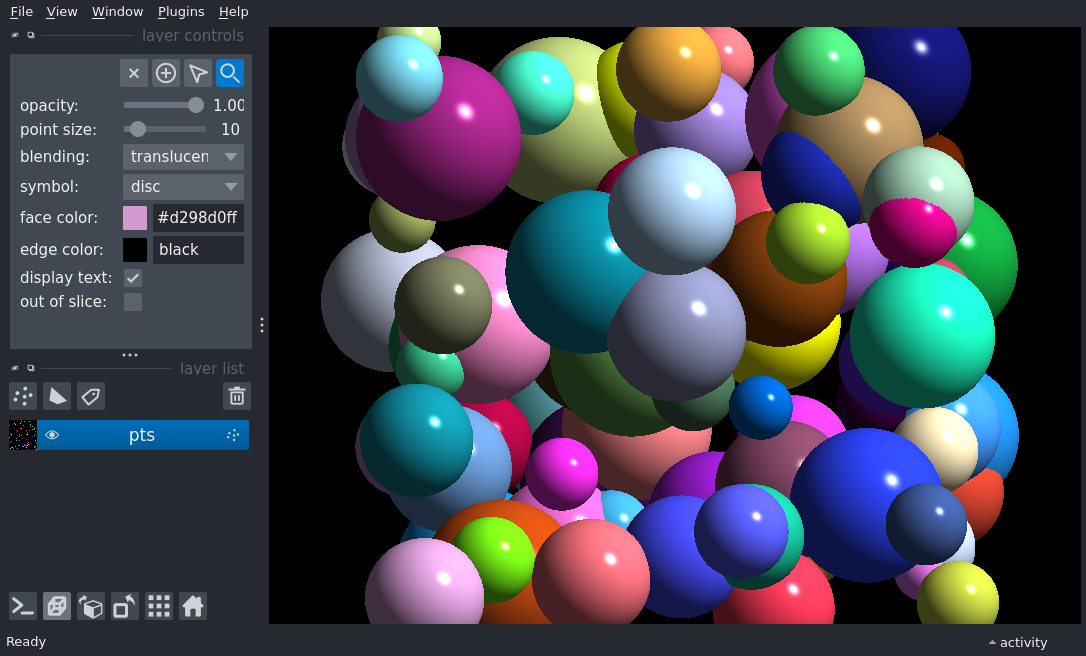 File View Window Plugins Help
layer controls
opacity: 1.00
point size: 10
blending: translucen
symbol: disc
face color: #d298d0ff
edge color: black
display text:
out of slice:
layer list
pts
Ready
activity